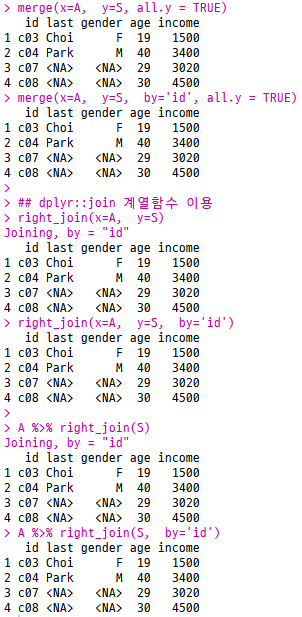 > merge(x=A,  y=S, all.y = TRUE)
   id last gender age income
1 c03 Choi      F  19   1500
2 c04 Park      M  40   3400
3 c07 <NA>   <NA>  29   3020
4 c08 <NA>   <NA>  30   4500
> merge(x=A,  y=S,  by='id', all.y = TRUE)
   id last gender age income
1 c03 Choi      F  19   1500
2 c04 Park      M  40   3400
3 c07 <NA>   <NA>  29   3020
4 c08 <NA>   <NA>  30   4500
>
> ## dplyr::join 계열함수 이용
> right_join(x=A,  y=S)
Joining, by = "id"
   id last gender age income
1 c03 Choi      F  19   1500
2 c04 Park      M  40   3400
3 c07 <NA>   <NA>  29   3020
4 c08 <NA>   <NA>  30   4500
> right_join(x=A,  y=S,  by='id')
   id last gender age income
1 c03 Choi      F  19   1500
2 c04 Park      M  40   3400
3 c07 <NA>   <NA>  29   3020
4 c08 <NA>   <NA>  30   4500
>
> A %>% right_join(S)
Joining, by = "id"
   id last gender age income
1 c03 Choi      F  19   1500
2 c04 Park      M  40   3400
3 c07 <NA>   <NA>  29   3020
4 c08 <NA>   <NA>  30   4500
> A %>% right_join(S,  by='id')
   id last gender age income
1 c03 Choi      F  19   1500
2 c04 Park      M  40   3400
3 c07 <NA>   <NA>  29   3020
4 c08 <NA>   <NA>  30   4500